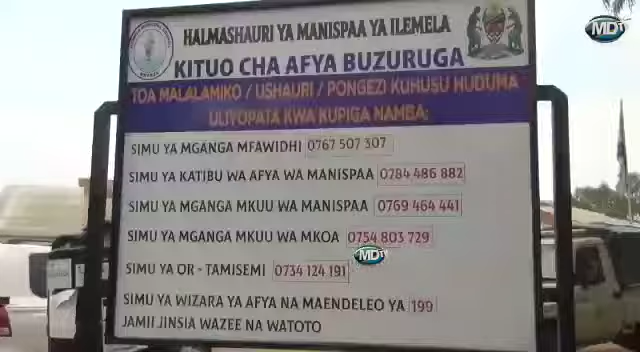 MDTV
HALMASHAURI YA MANISPAA YA ILEMELA
KITUO CHA AFYA BUZURUGA
TOA MALALAMIKO / USHAURI / PONGEZI KUHUSU HUDUMA
ULIYOPATA KWA KUPIGA NAMBA:
SIMU YA MGANGA MFAWIDHI 0767 507 307
SIMU YA KATIBU WA AFYA WA MANISPAA 0784 486 882
SIMU YA MGANGA MKUU WA MANISPAA 0769 464 441
SIMU YA MGANGA MKUU WA MKOA 0754 803 729
MDTV
SIMU YA OR - TAMISEMI 0734 124 191
SIMU YA WIZARA YA AFYA NA MAENDELEO YA 199
JAMII JINSIA WAZEE NA WATOTO